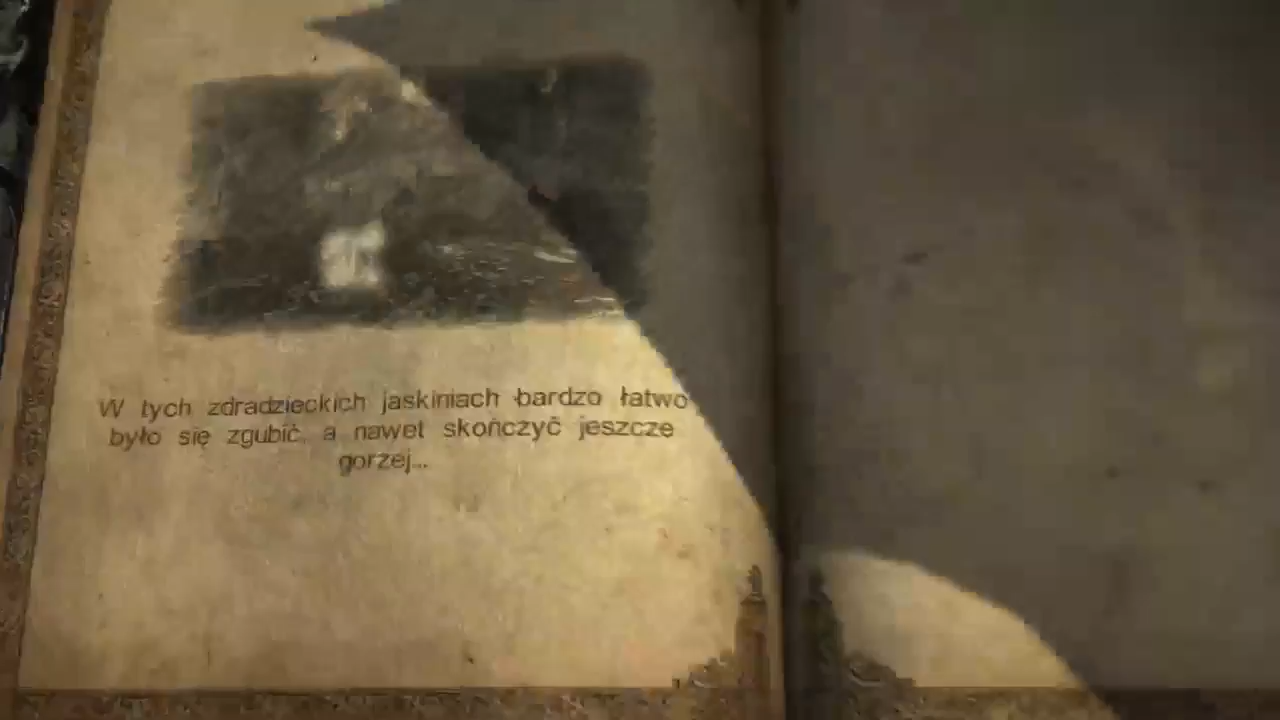 W tych zdradzieckich jaskiniach bardzo łatwo
było się zgubić, a nawet skończyć jeszcze
gorzej...